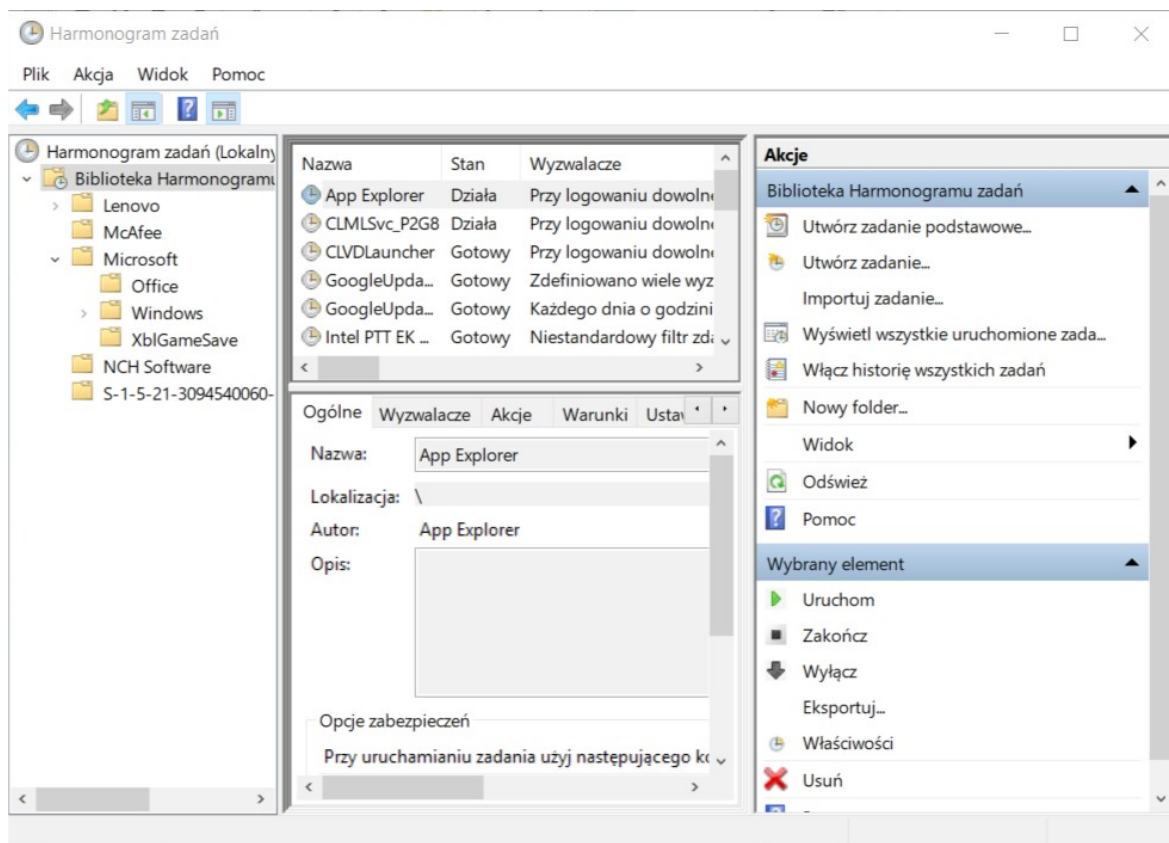 Harmonogram zadań
Plik Akcja Widok Pomoc
Harmonogram zadań (Lokalny
Biblioteka Harmonogramu
Lenovo
McAfee
Microsoft
Office
Windows
XblGameSave
NCH Software
S-1-5-21-3094540060-
Nazwa Stan Wyzwalacze
App Explorer Działa Przy logowaniu dowolne
CLMLSvc_P2G8 Działa Przy logowaniu dowolne
CLVDLauncher Gotowy Przy logowaniu dowolne
GoogleUpda... Gotowy Zdefiniowano wiele wyz
GoogleUpda... Gotowy Każdego dnia o godzini
Intel PTT EK ... Gotowy Niestandardowy filtr zda
Ogólne Wyzwalacze Akcje Warunki Ustaw
Nazwa: App Explorer
Lokalizacja: \
Autor: App Explorer
Opis:
Opcje zabezpieczeń
Przy uruchamianiu zadania użyj następującego ko
Akcje
Biblioteka Harmonogramu zadań
Utwórz zadanie podstawowe...
Utwórz zadanie...
Importuj zadanie...
Wyświetl wszystkie uruchomione zada...
Włącz historię wszystkich zadań
Nowy folder...
Widok
Odśwież
Pomoc
Wybrany element
Uruchom
Zakończ
Wyłącz
Eksportuj...
Właściwości
Usuń